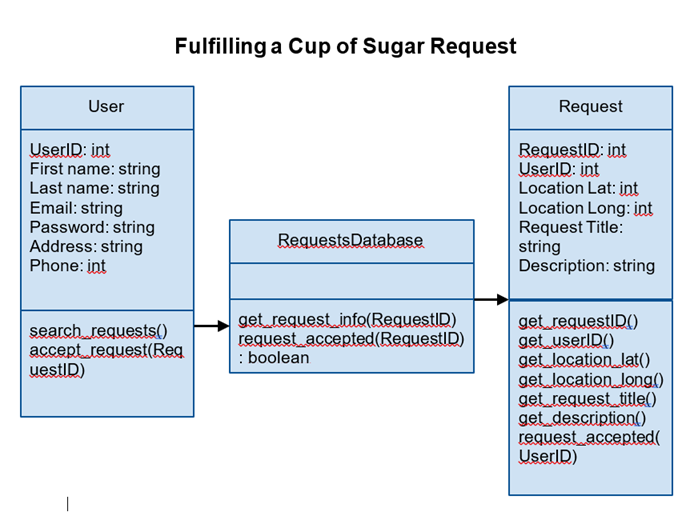 Fulfilling a Cup of Sugar Request
User
UserID: int
First name: string
Last name: string
Email: string
Password: string
Address: string
Phone: int
search_requests()
accept_request(Req
uestID)
RequestsDatabase
get_request_info(RequestID)
request_accepted(RequestID)
: boolean
Request
RequestID: int
UserID: int
Location Lat: int
Location Long: int
Request Title:
string
Description: string
get_requestID()
get_userID()
get_location_lat()
get_location_long()
get_request_title()
get_description()
request_accepted(
UserID)